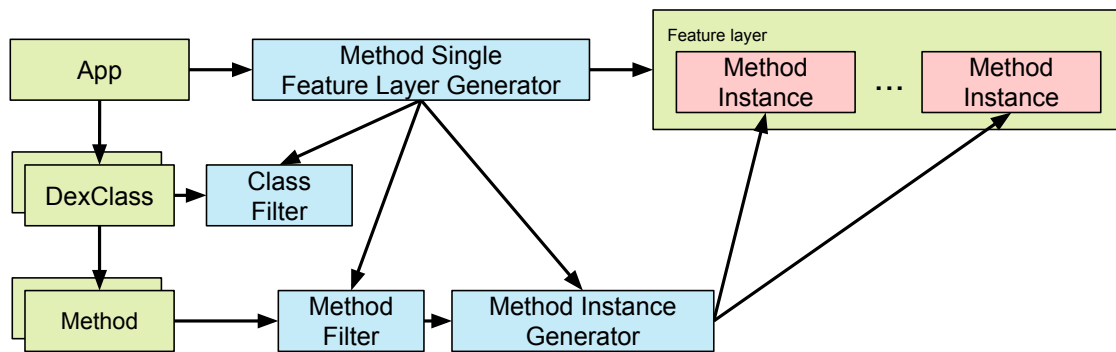 App
Method Single
Feature Layer Generator
Feature layer
Method
Instance
...
Method
Instance
DexClass
Class
Filter
Method
Method
Filter
Method Instance
Generator